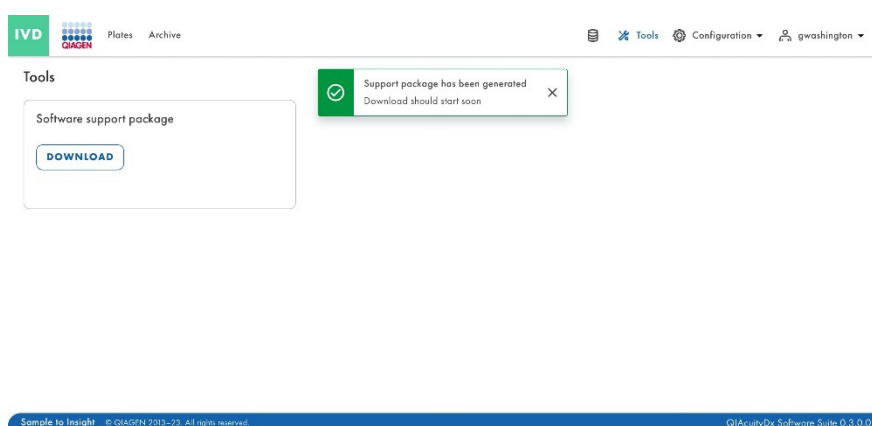 IVD
QIAGEN
Plates Archive
Tools Configuration gwashington
Tools
Support package has been generated
Download should start soon
Software support package
DOWNLOAD
Sample to Insight © QIAGEN 2013–23. All rights reserved. QIAcuityDx Software Suite 0.3.0.0